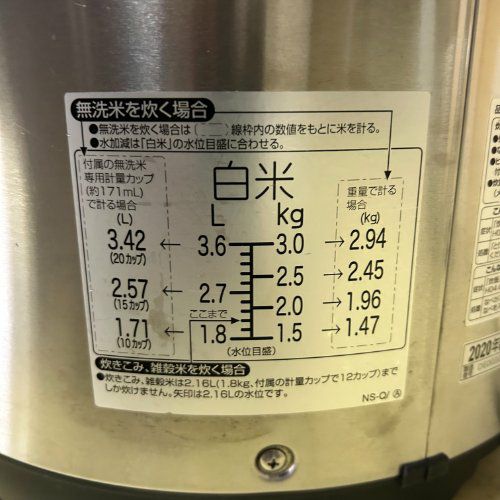 無洗米を炊く場合
●無洗米を炊く場合は( )線枠内の数値をもとに米を計る。
●水加減は「白米」の水位目盛に合わせる。
付属の無洗米
専用計量カップ
(約171mL)
で計る場合
(L)
白米
L kg
重量で計る
場合
(kg)
3.42 ← 3.6 3.0 → 2.94
(20カップ)
2.5 → 2.45
2.57 ← 2.7
(15カップ)
2.0 → 1.96
ここまで
1.71 ← 1.8 1.5 → 1.47
(10カップ)
(水位目盛)
炊きこみ、雑穀米を炊く場合
●炊きこみ、雑穀米は2.16L(1.8kg、付属の計量カップで12カップ)まで
しか炊けません。矢印は2.16Lの水位です。
NS-Q/ Ⓐ
2020年